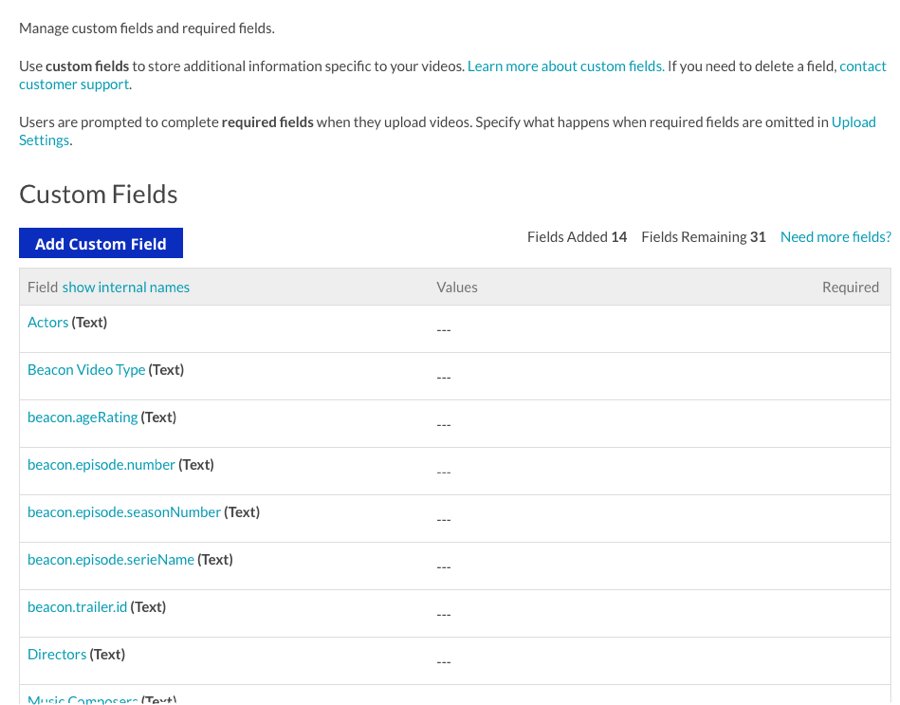 Manage custom fields and required fields.
Use custom fields to store additional information specific to your videos. Learn more about custom fields. If you need to delete a field, contact
customer support.
Users are prompted to complete required fields when they upload videos. Specify what happens when required fields are omitted in Upload
Settings.
Custom Fields
Add Custom Field
Fields Added 14 Fields Remaining 31 Need more fields?
Field show internal names Values Required
Actors (Text) ---
Beacon Video Type (Text) ---
beacon.ageRating (Text) ---
beacon.episode.number (Text) ---
beacon.episode.seasonNumber (Text) ---
beacon.episode.serieName (Text) ---
beacon.trailer.id (Text) ---
Directors (Text) ---
Music Composers (Text)